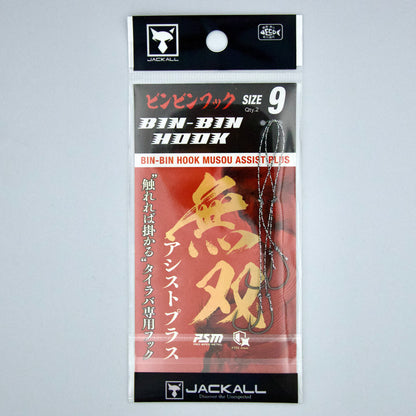 JACKALL
ビンビンフック
SIZE 9
Qty.2
BIN-BIN
HOOK
BIN-BIN HOOK MUSOU ASSIST PLUS
無双
アシストプラス
"触れれば掛かる"タイラバ専用フック
PSM
JACKALL
Discover the Unexpected